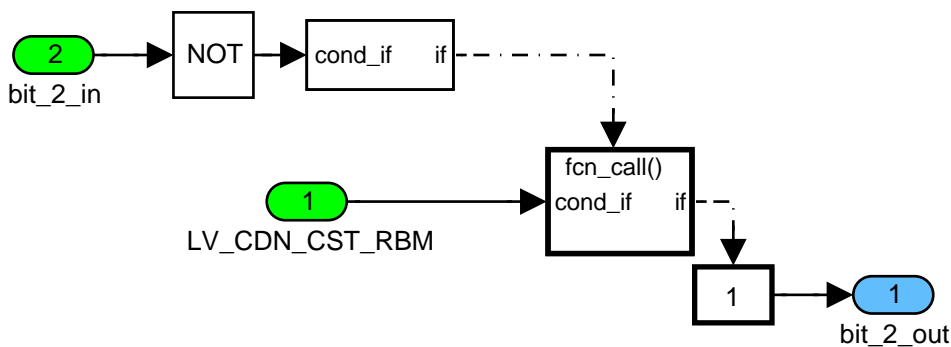 2
bit_2_in
NOT
cond_if if
fcn_call()
cond_if if
1
LV_CDN_CST_RBM
1
1
bit_2_out